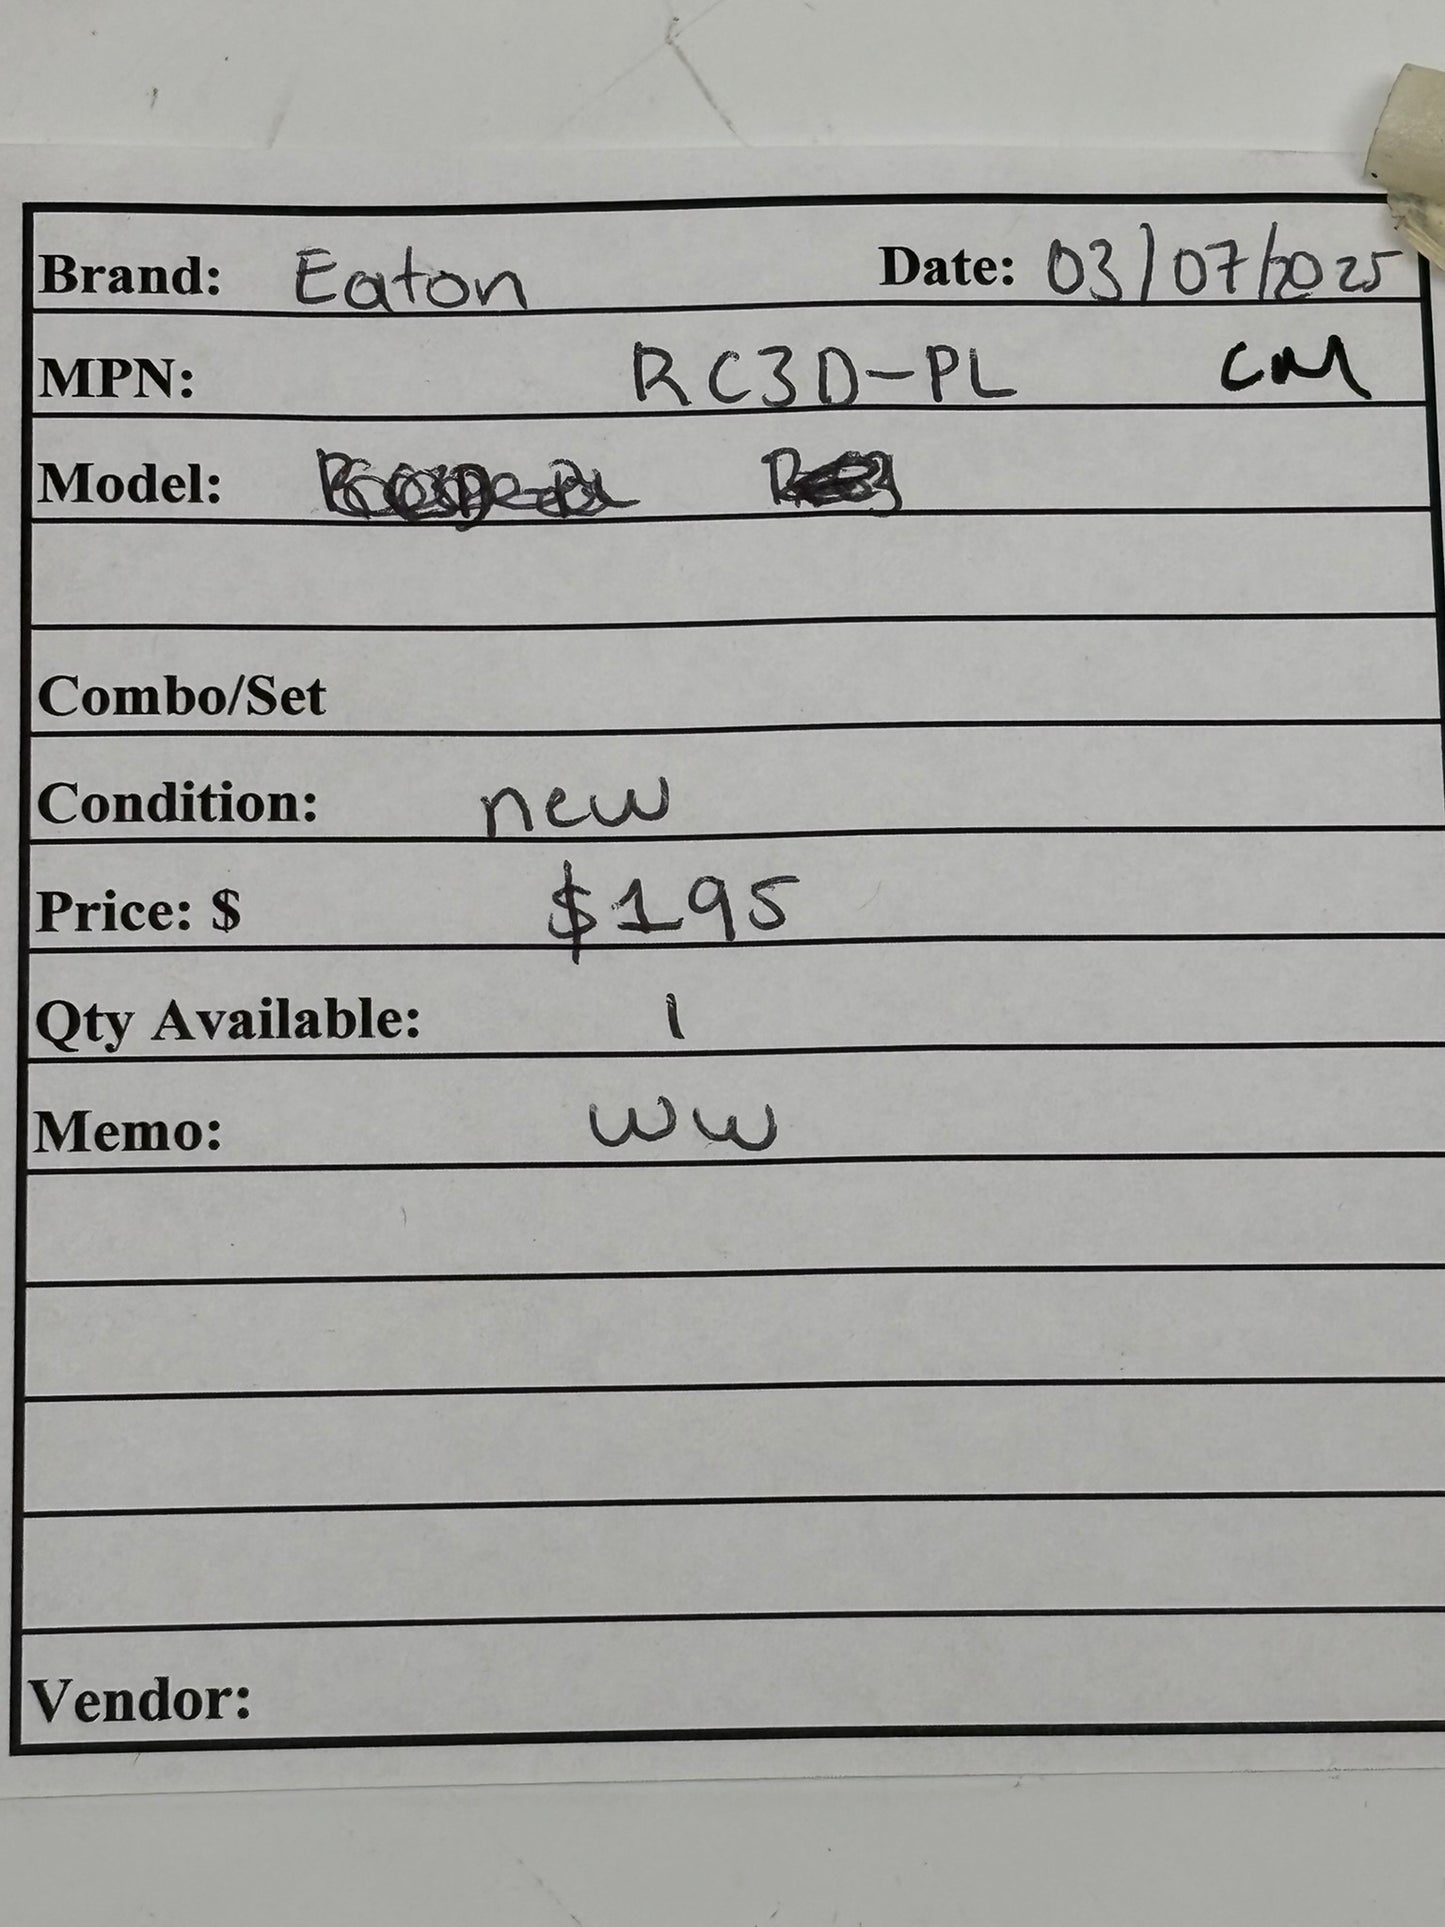 Brand: Eaton Date: 03/07/2025
MPN: RC3D-PL CM
Model:
Combo/Set
Condition: new
Price: $ $195
Qty Available: 1
Memo: WW
Vendor: